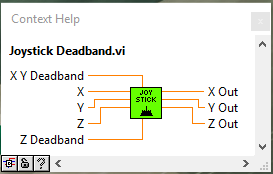 Context Help
Joystick Deadband.vi
X Y Deadband
X
Y
Z
Z Deadband
JOY
STICK
X Out
Y Out
Z Out
?